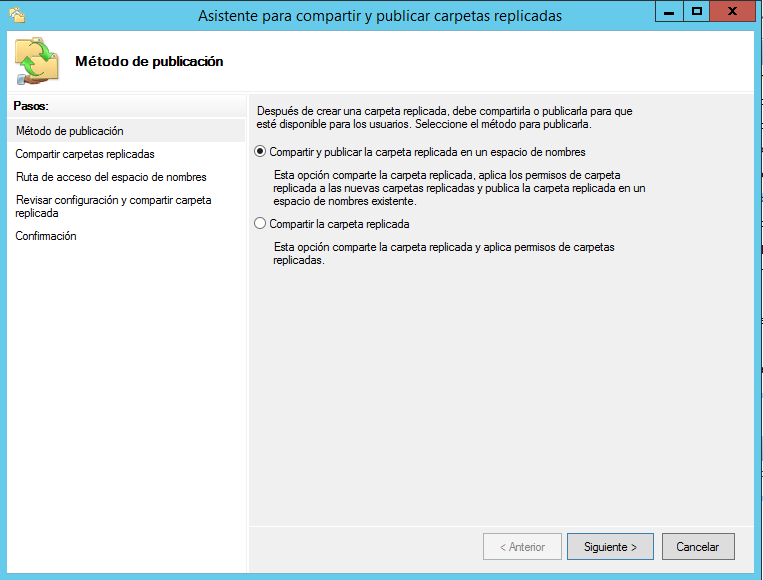 Asistente para compartir y publicar carpetas replicadas
Método de publicación
Pasos:
Método de publicación
Compartir carpetas replicadas
Ruta de acceso del espacio de nombres
Revisar configuración y compartir carpeta
replicada
Confirmación
Después de crear una carpeta replicada, debe compartirla o publicarla para que
esté disponible para los usuarios. Seleccione el método para publicarla.
Compartir y publicar la carpeta replicada en un espacio de nombres
Esta opción comparte la carpeta replicada, aplica los permisos de carpeta
replicada a las nuevas carpetas replicadas y publica la carpeta replicada en un
espacio de nombres existente.
Compartir la carpeta replicada
Esta opción comparte la carpeta replicada y aplica permisos de carpetas
replicadas.
< Anterior
Siguiente >
Cancelar